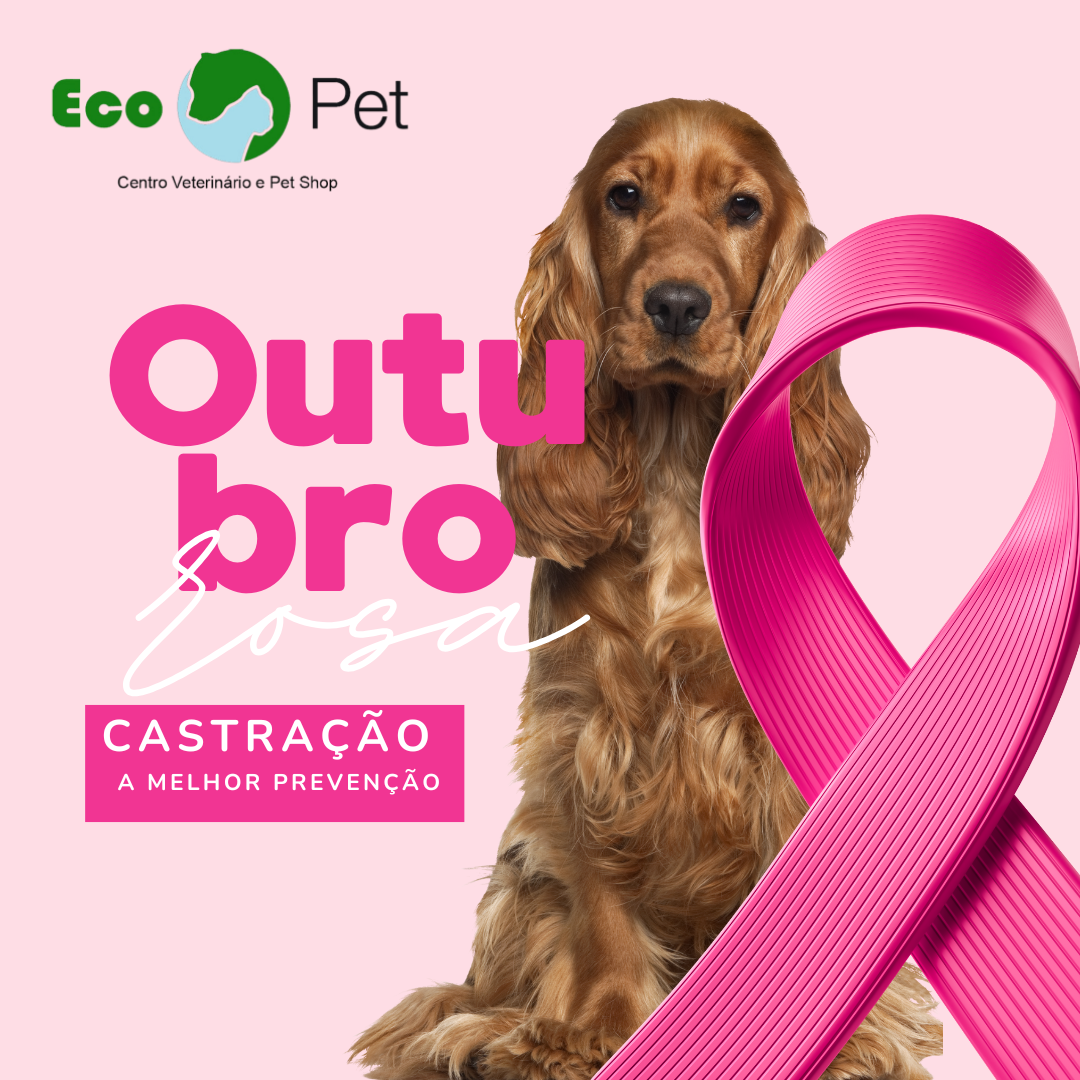 Eco Pet
Centro Veterinário e Pet Shop
Outu
bro
Rosa
CASTRAÇÃO
A MELHOR PREVENÇÃO